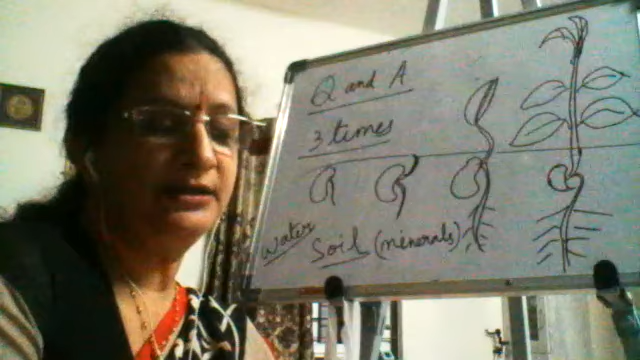 Q and A
3 times
water
Soil (minerals)